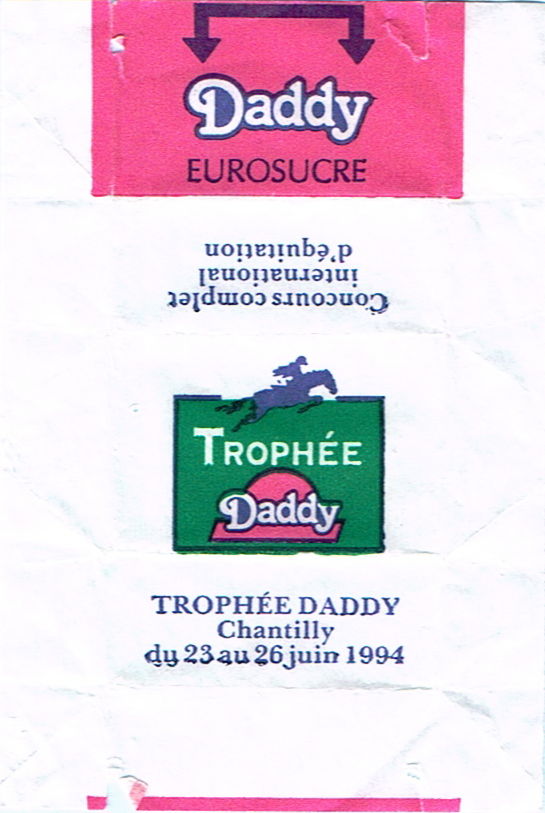 Daddy
EUROSUCRE
Concours complet
international
d'équitation
TROPHÉE
Daddy
TROPHÉE DADDY
Chantilly
du 23 au 26 juin 1994